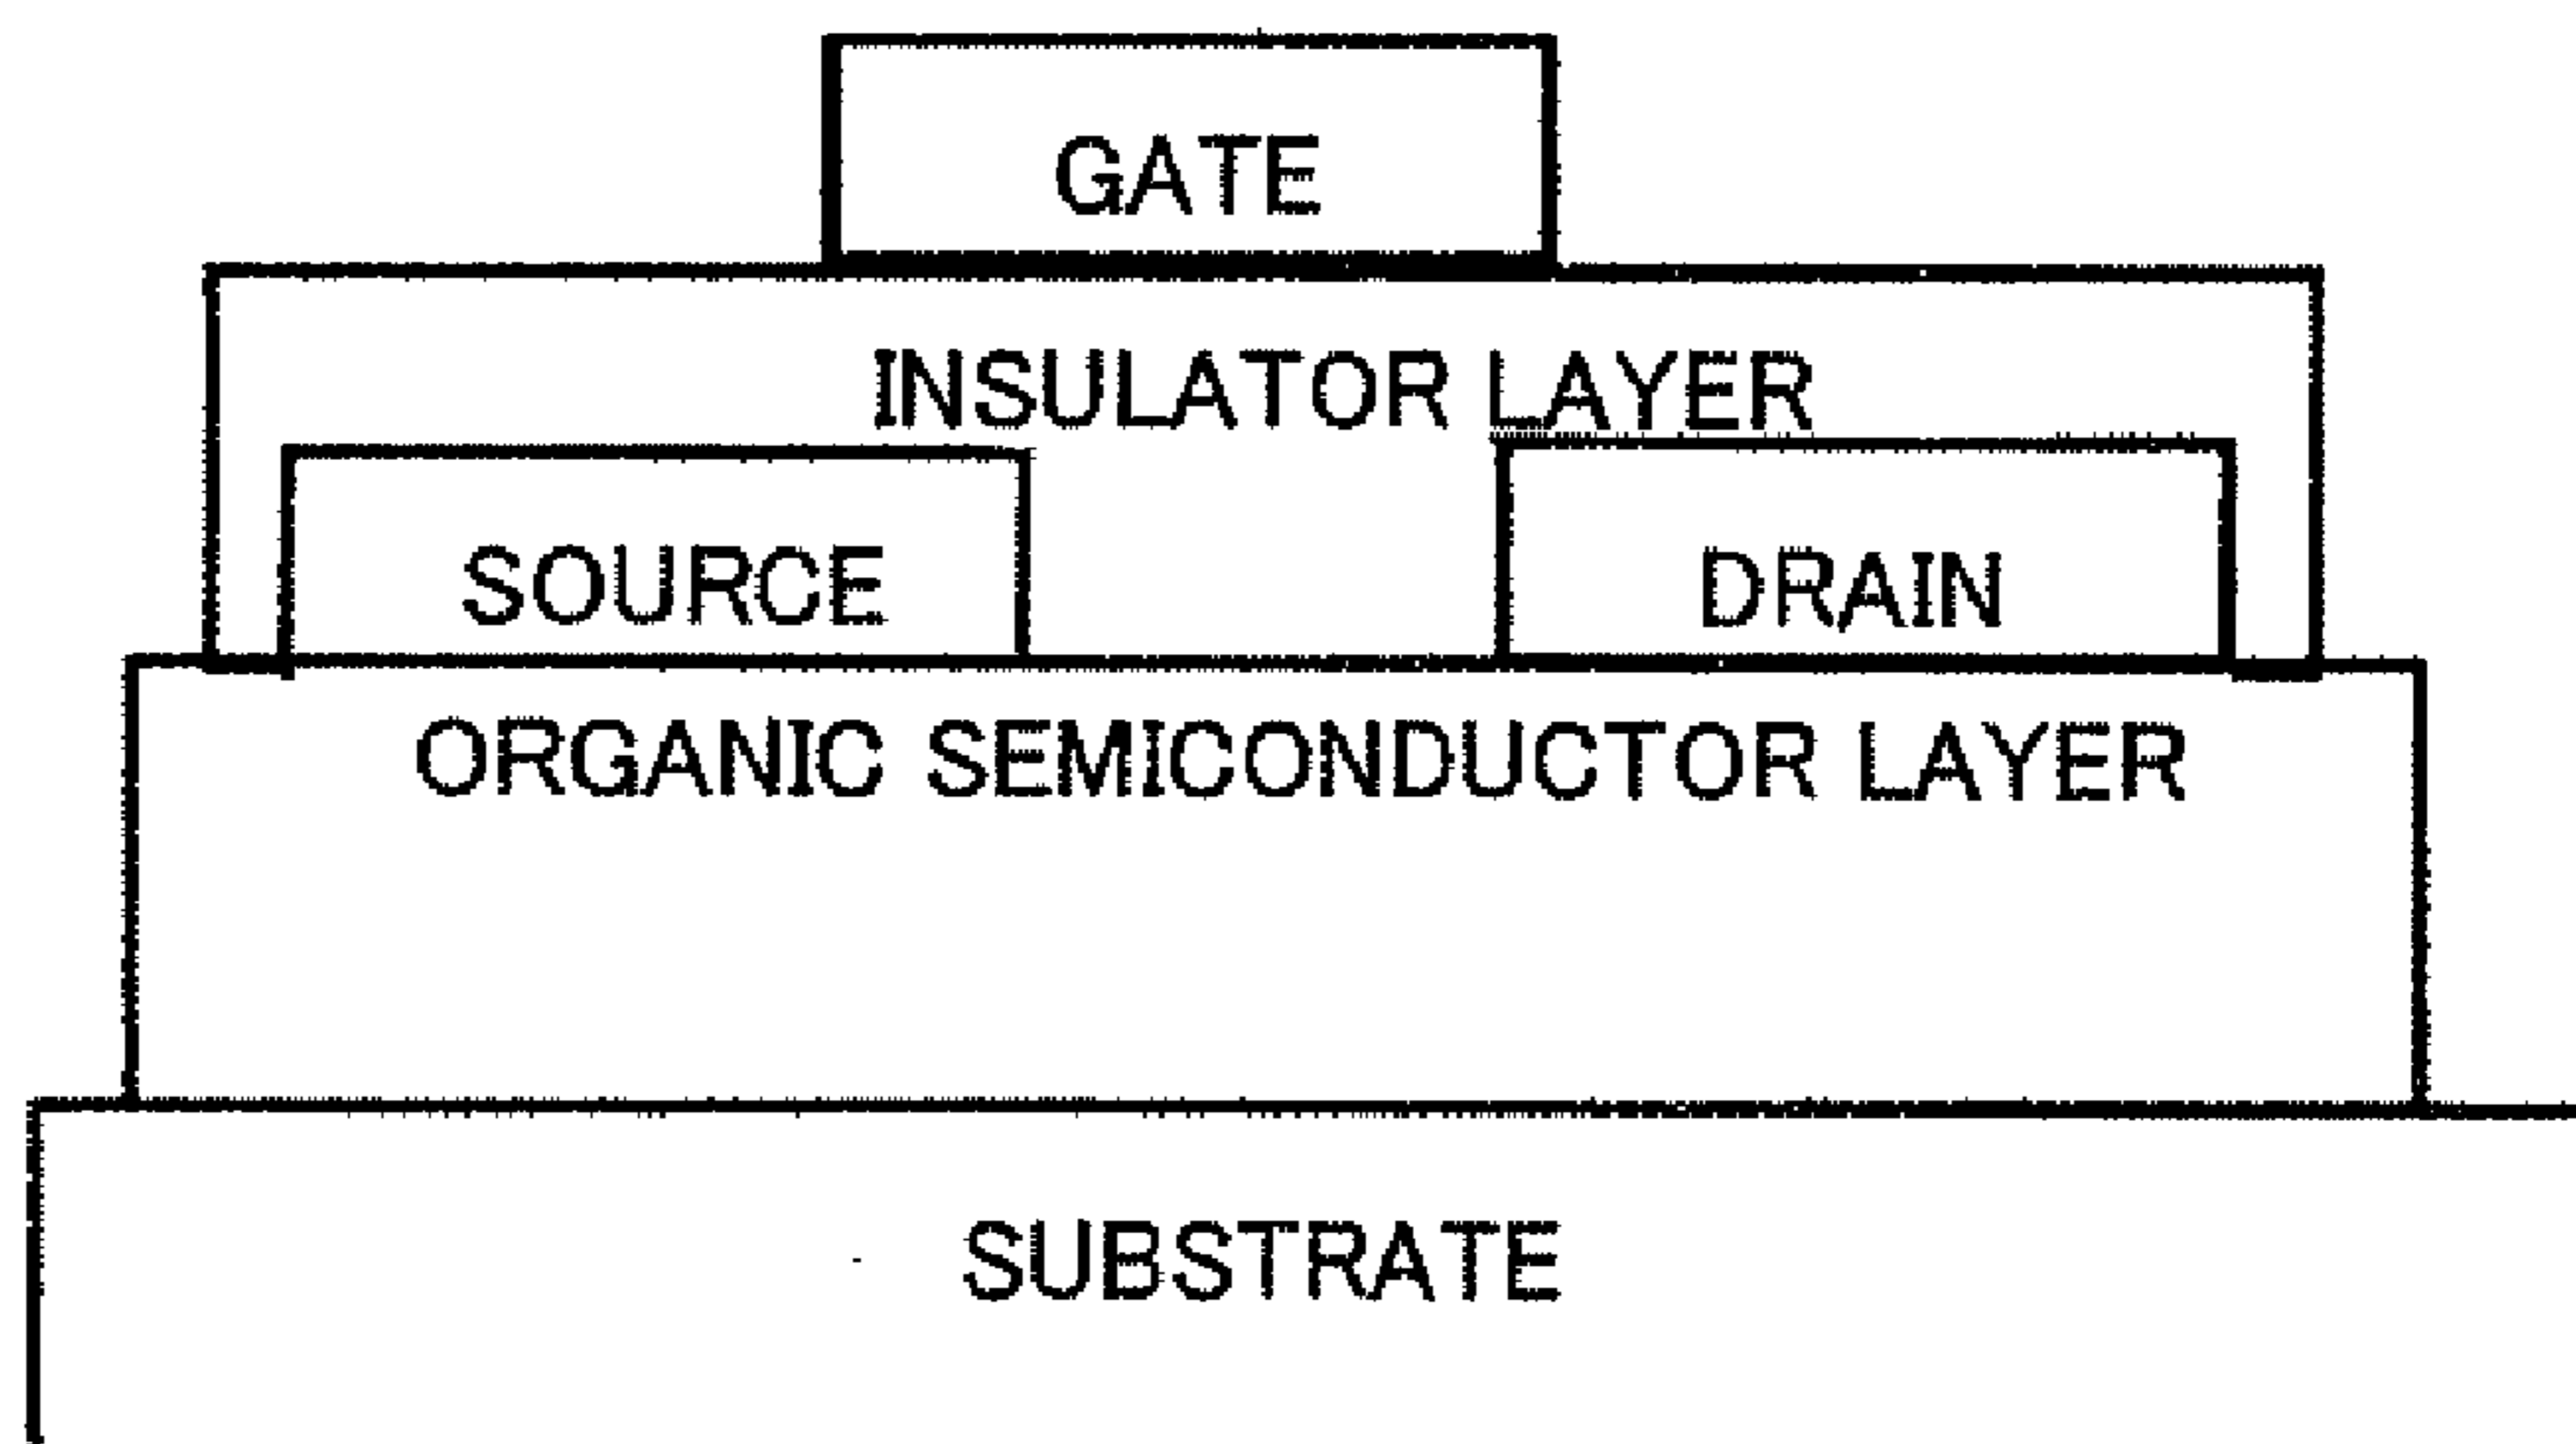 GATE
INSULATOR LAYER
SOURCE
DRAIN
ORGANIC SEMICONDUCTOR LAYER
SUBSTRATE